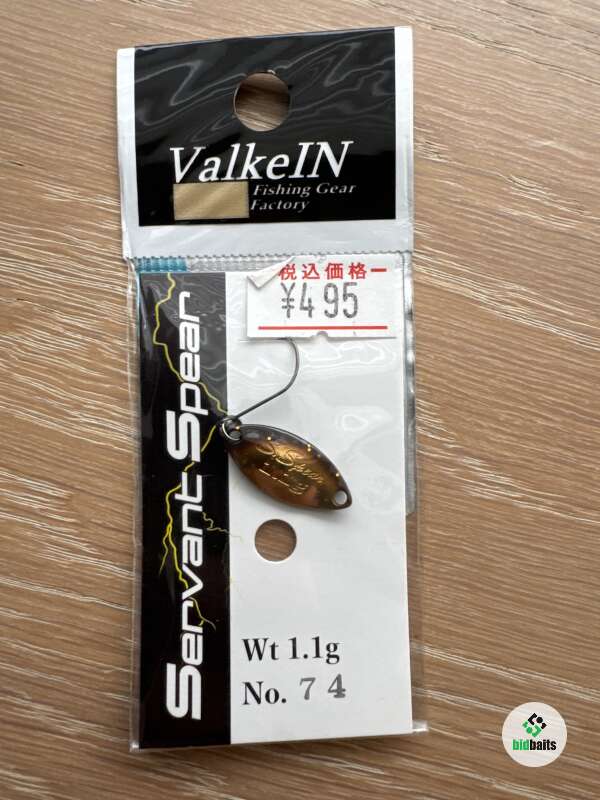 ValkeIN
Fishing Gear
Factory
税込価格
¥495
Servant Spear
Wt 1.1g
No. 74
bidbaits